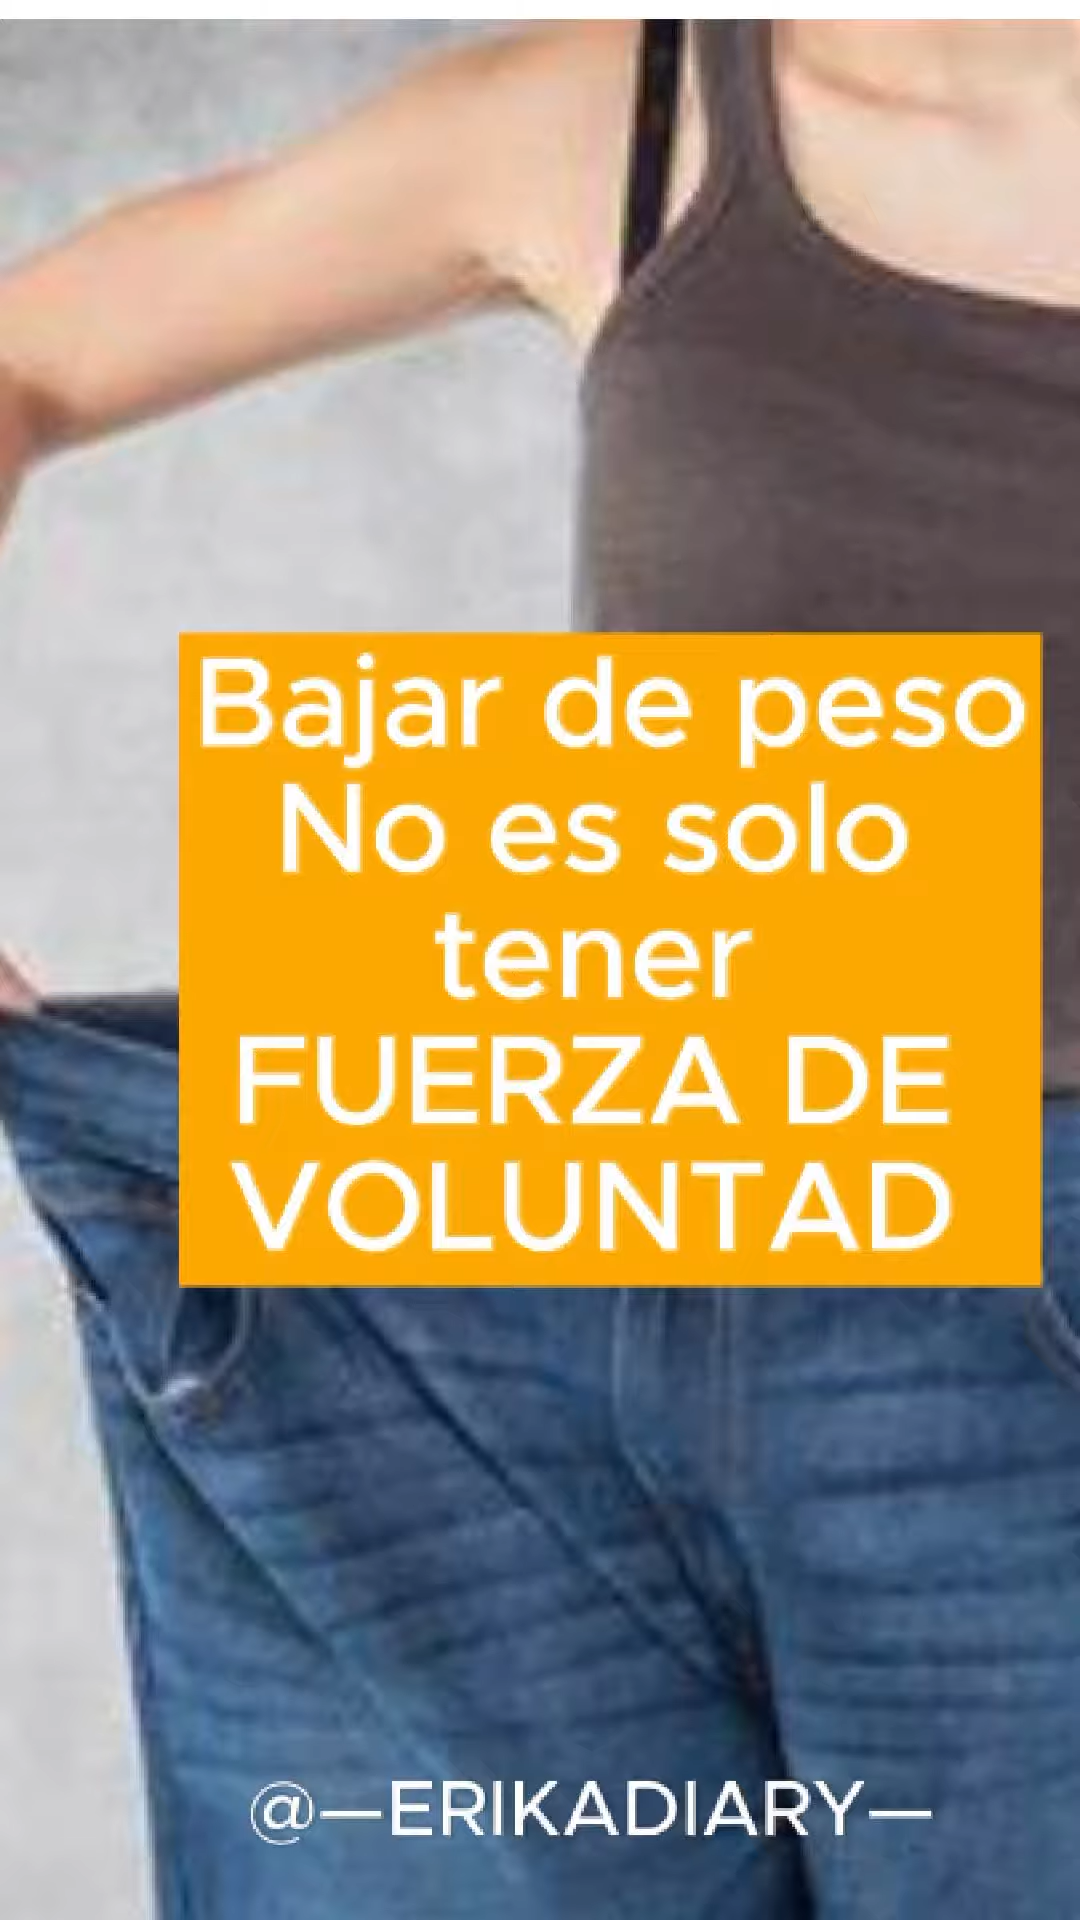 Bajar de peso
No es solo
tener
FUERZA DE
VOLUNTAD
@—ERIKADIARY—